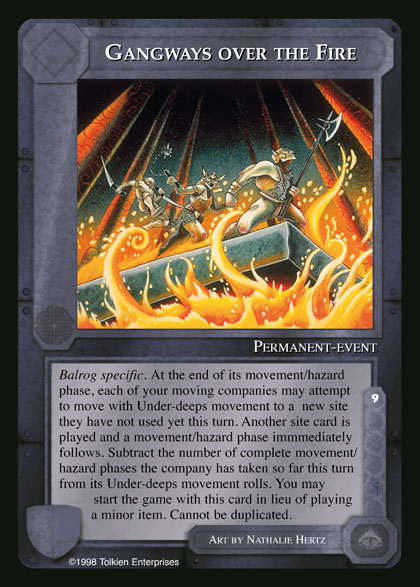 GANGWAYS OVER THE FIRE
PERMANENT-EVENT
Balrog specific. At the end of its movement/hazard
phase, each of your moving companies may attempt
to move with Under-deeps movement to a new site
they have not used yet this turn. Another site card is
played and a movement/hazard phase immmediately
follows. Subtract the number of complete movement/
hazard phases the company has taken so far this turn
from its Under-deeps movement rolls. You may
start the game with this card in lieu of playing
a minor item. Cannot be duplicated.
9
ART BY NATHALIE HERTZ
©1998 Tolkien Enterprises